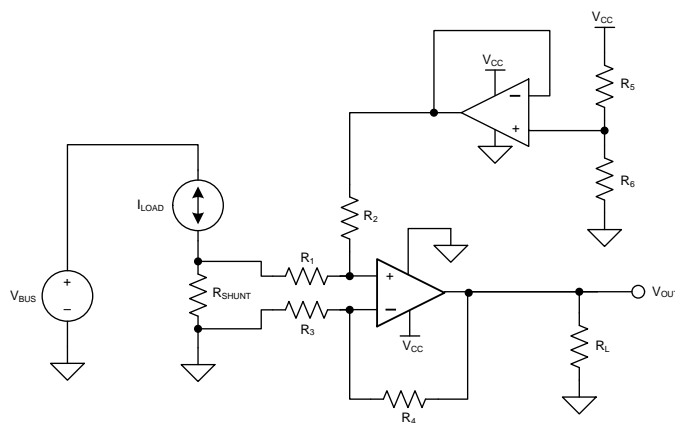 VCC
VCC
R5
R6
ILOAD
R2
R1
VBUS
RSHUNT
R3
VOUT
VCC
RL
R4